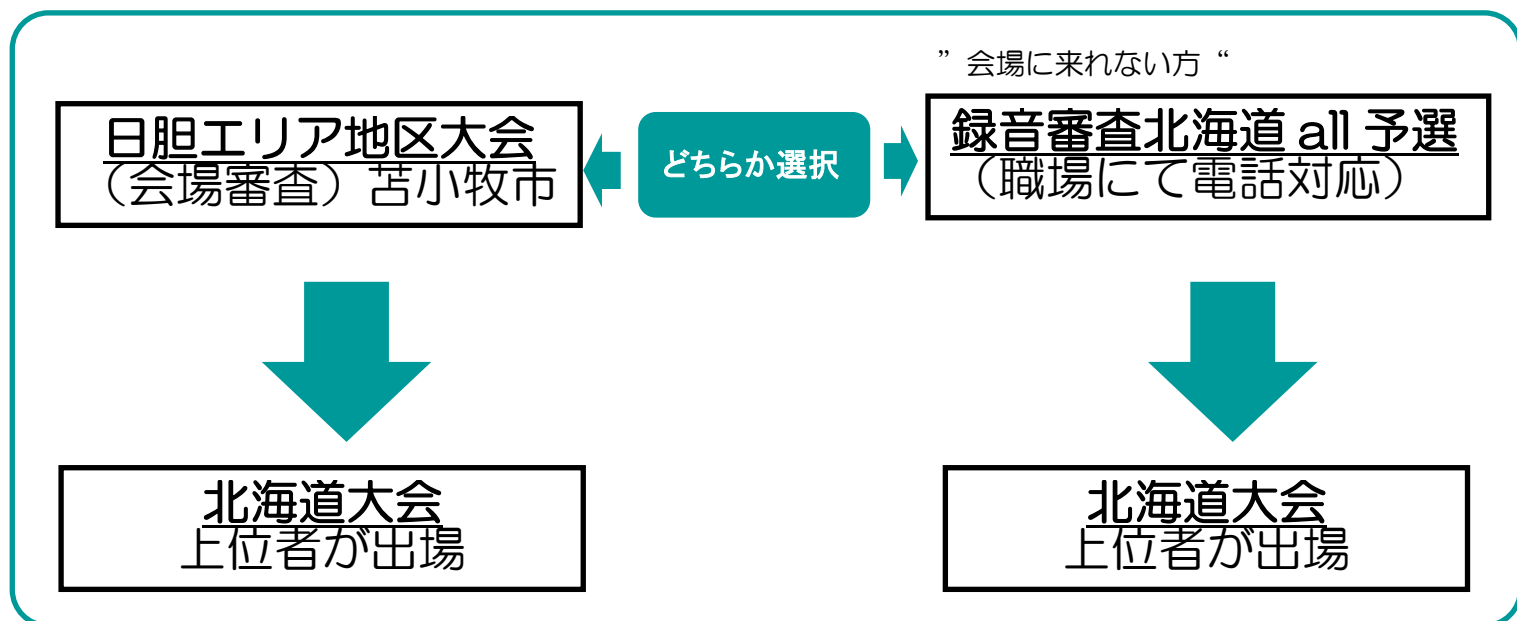 ”会場に来れない方“
日胆エリア地区大会
（会場審査）苫小牧市
どちらか選択
録音審査北海道 all 予選
（職場にて電話対応）
北海道大会
上位者が出場
北海道大会
上位者が出場